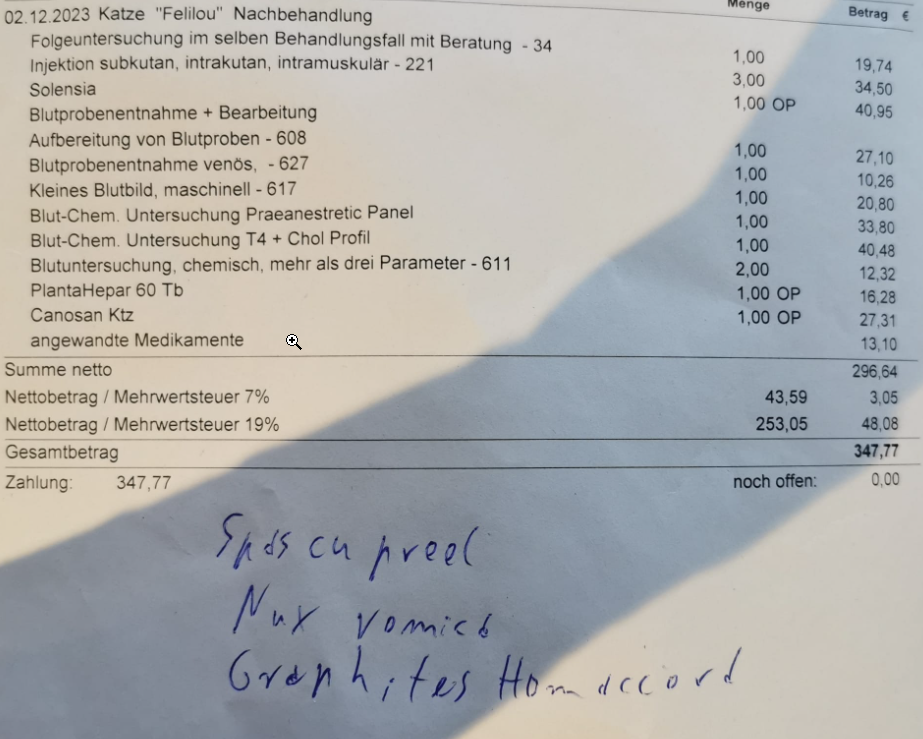 Menge Betrag €
02.12.2023 Katze "Felilou" Nachbehandlung
Folgeuntersuchung im selben Behandlungsfall mit Beratung - 34 1,00 19,74
Injektion subkutan, intrakutan, intramuskulär - 221 3,00 34,50
Solensia 1,00 OP 40,95
Blutprobenentnahme + Bearbeitung
Aufbereitung von Blutproben - 608 1,00 27,10
Blutprobenentnahme venös, - 627 1,00 10,26
Kleines Blutbild, maschinell - 617 1,00 20,80
Blut-Chem. Untersuchung Praeanestretic Panel 1,00 33,80
Blut-Chem. Untersuchung T4 + Chol Profil 1,00 40,48
Blutuntersuchung, chemisch, mehr als drei Parameter - 611 2,00 12,32
PlantaHepar 60 Tb 1,00 OP 16,28
Canosan Ktz 1,00 OP 27,31
angewandte Medikamente 13,10
Summe netto 296,64
Nettobetrag / Mehrwertsteuer 7% 43,59 3,05
Nettobetrag / Mehrwertsteuer 19% 253,05 48,08
Gesamtbetrag 347,77
Zahlung: 347,77 noch offen: 0,00
Spascupreel
Nux vomica
Graphites Homaccord